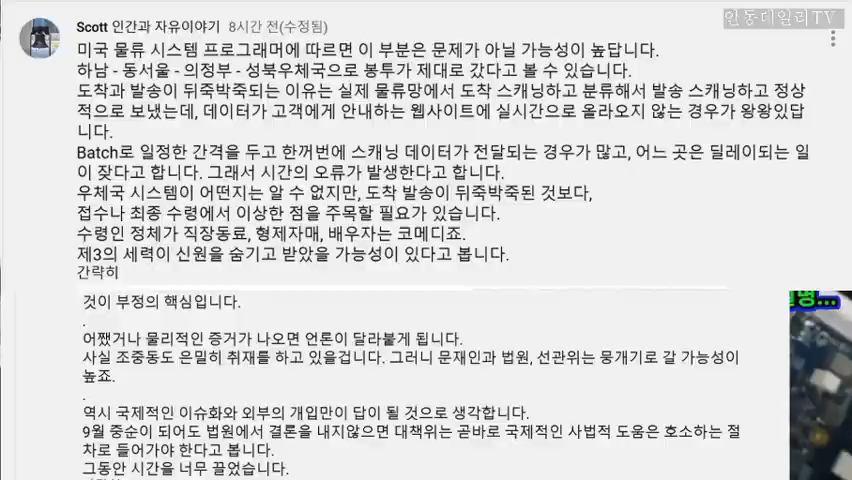 안동데일리TV
Scott 인간과 자유이야기 8시간 전(수정됨)
미국 물류 시스템 프로그래머에 따르면 이 부분은 문제가 아닐 가능성이 높답니다.
하남 - 동서울 - 의정부 - 성북우체국으로 봉투가 제대로 갔다고 볼 수 있습니다.
도착과 발송이 뒤죽박죽되는 이유는 실제 물류망에서 도착 스캐닝하고 분류해서 발송 스캐닝하고 정상
적으로 보냈는데, 데이터가 고객에게 안내하는 웹사이트에 실시간으로 올라오지 않는 경우가 왕왕있답
니다.
Batch로 일정한 간격을 두고 한꺼번에 스캐닝 데이터가 전달되는 경우가 많고, 어느 곳은 딜레이되는 일
이 잦다고 합니다. 그래서 시간의 오류가 발생한다고 합니다.
우체국 시스템이 어떤지는 알 수 없지만, 도착 발송이 뒤죽박죽된 것보다,
접수나 최종 수령에서 이상한 점을 주목할 필요가 있습니다.
수령인 정체가 직장동료, 형제자매, 배우자는 코메디죠.
제3의 세력이 신원을 숨기고 받았을 가능성이 있다고 봅니다.
간략히
것이 부정의 핵심입니다.
.
어쨌거나 물리적인 증거가 나오면 언론이 달라붙게 됩니다.
사실 조중동도 은밀히 취재를 하고 있을겁니다. 그러니 문재인과 법원, 선관위는 뭉개기로 갈 가능성이
높죠.
.
역시 국제적인 이슈화와 외부의 개입만이 답이 될 것으로 생각합니다.
9월 중순이 되어도 법원에서 결론을 내지않으면 대책위는 곧바로 국제적인 사법적 도움은 호소하는 절
차로 들어가야 한다고 봅니다.
그동안 시간을 너무 끌었습니다.